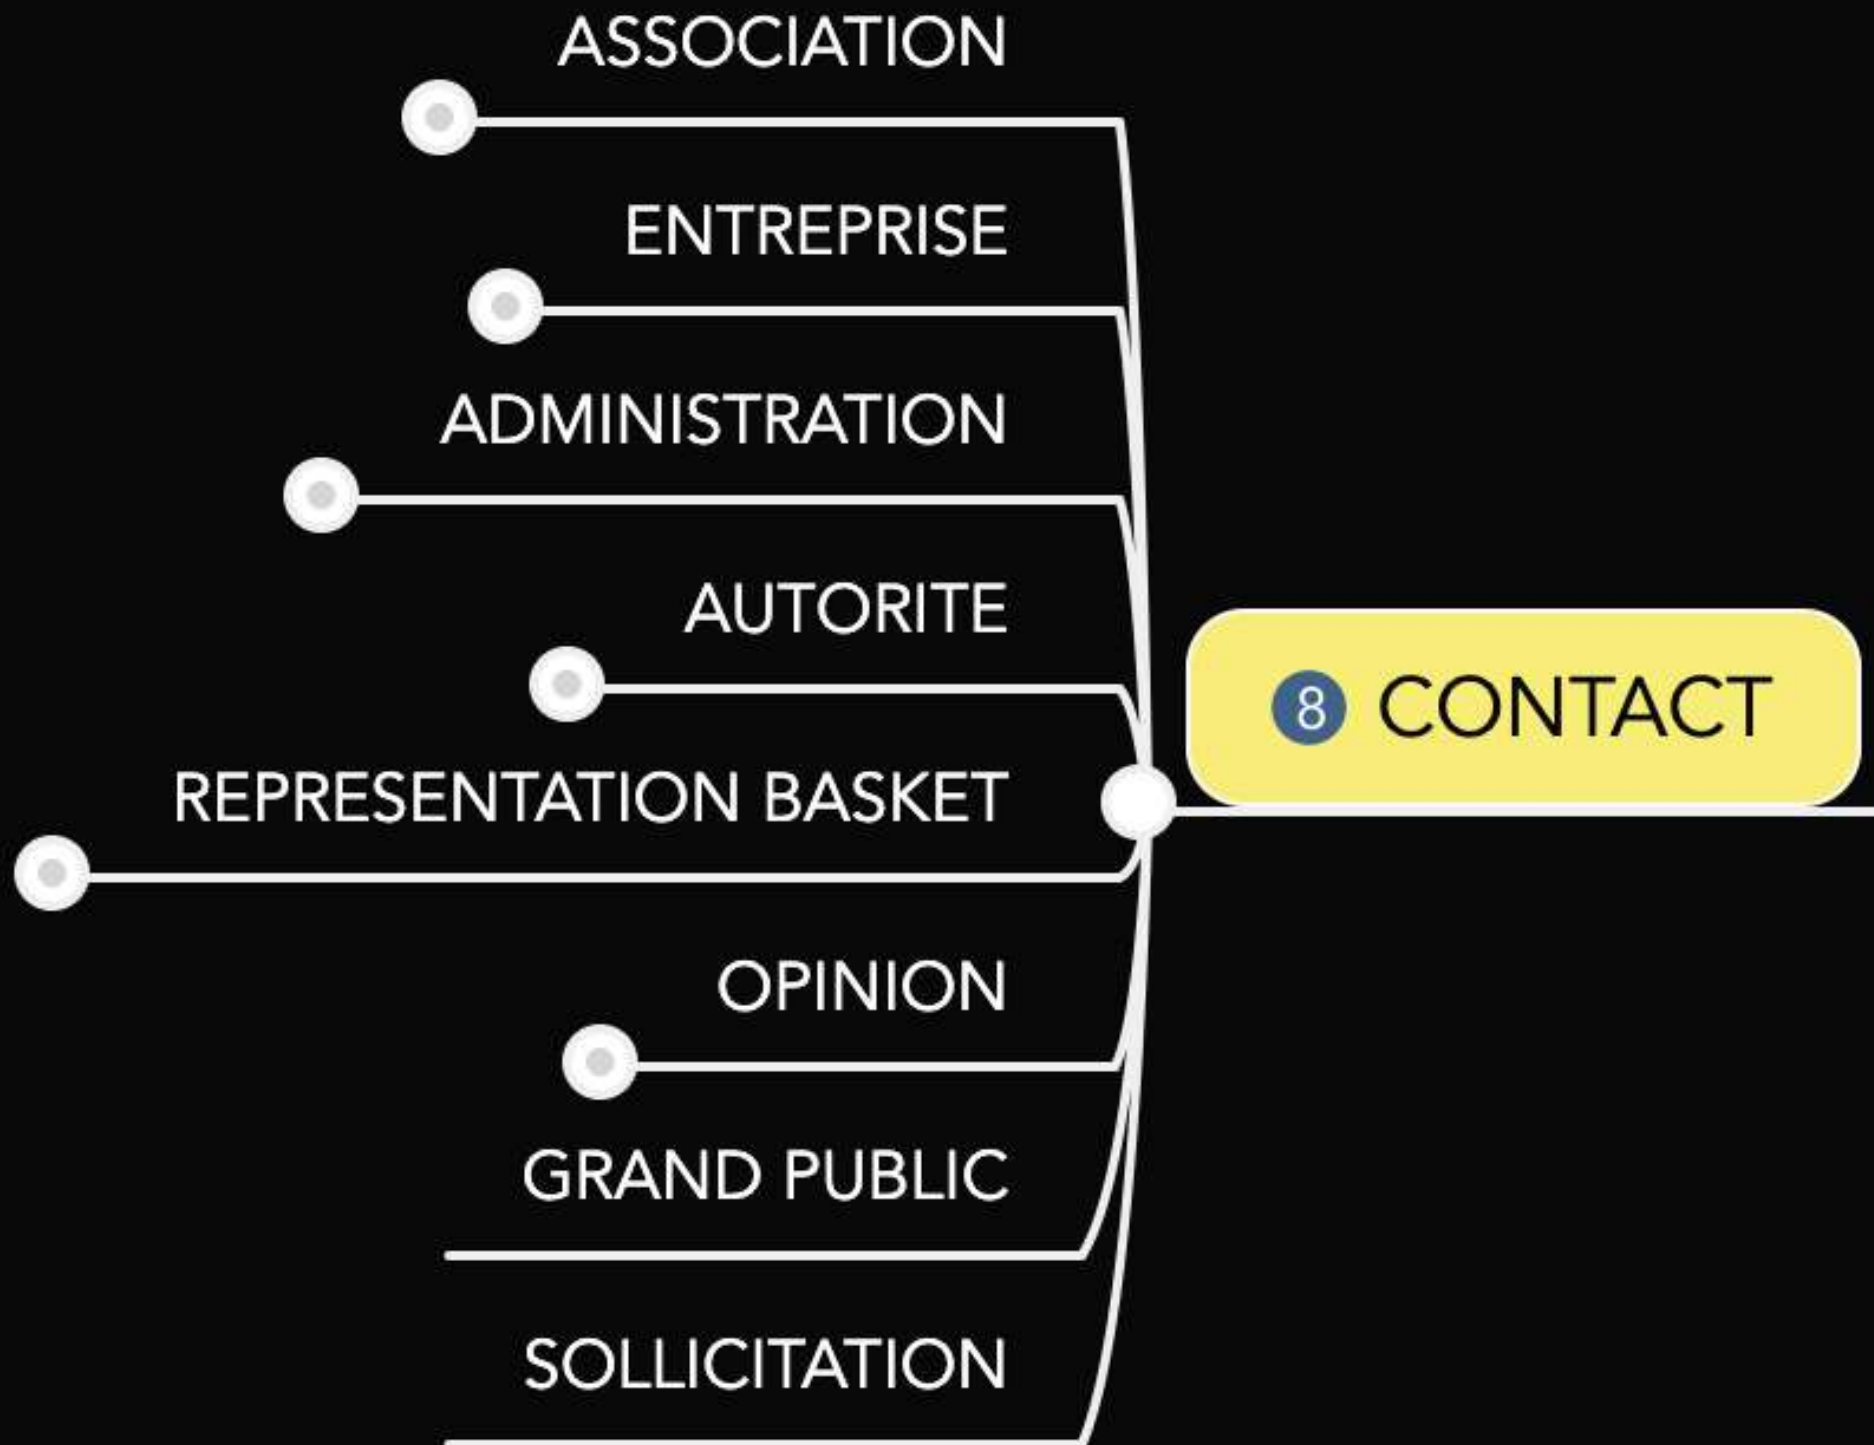 ASSOCIATION
ENTREPRISE
ADMINISTRATION
AUTORITE
8 CONTACT
REPRESENTATION BASKET
OPINION
GRAND PUBLIC
SOLLICITATION